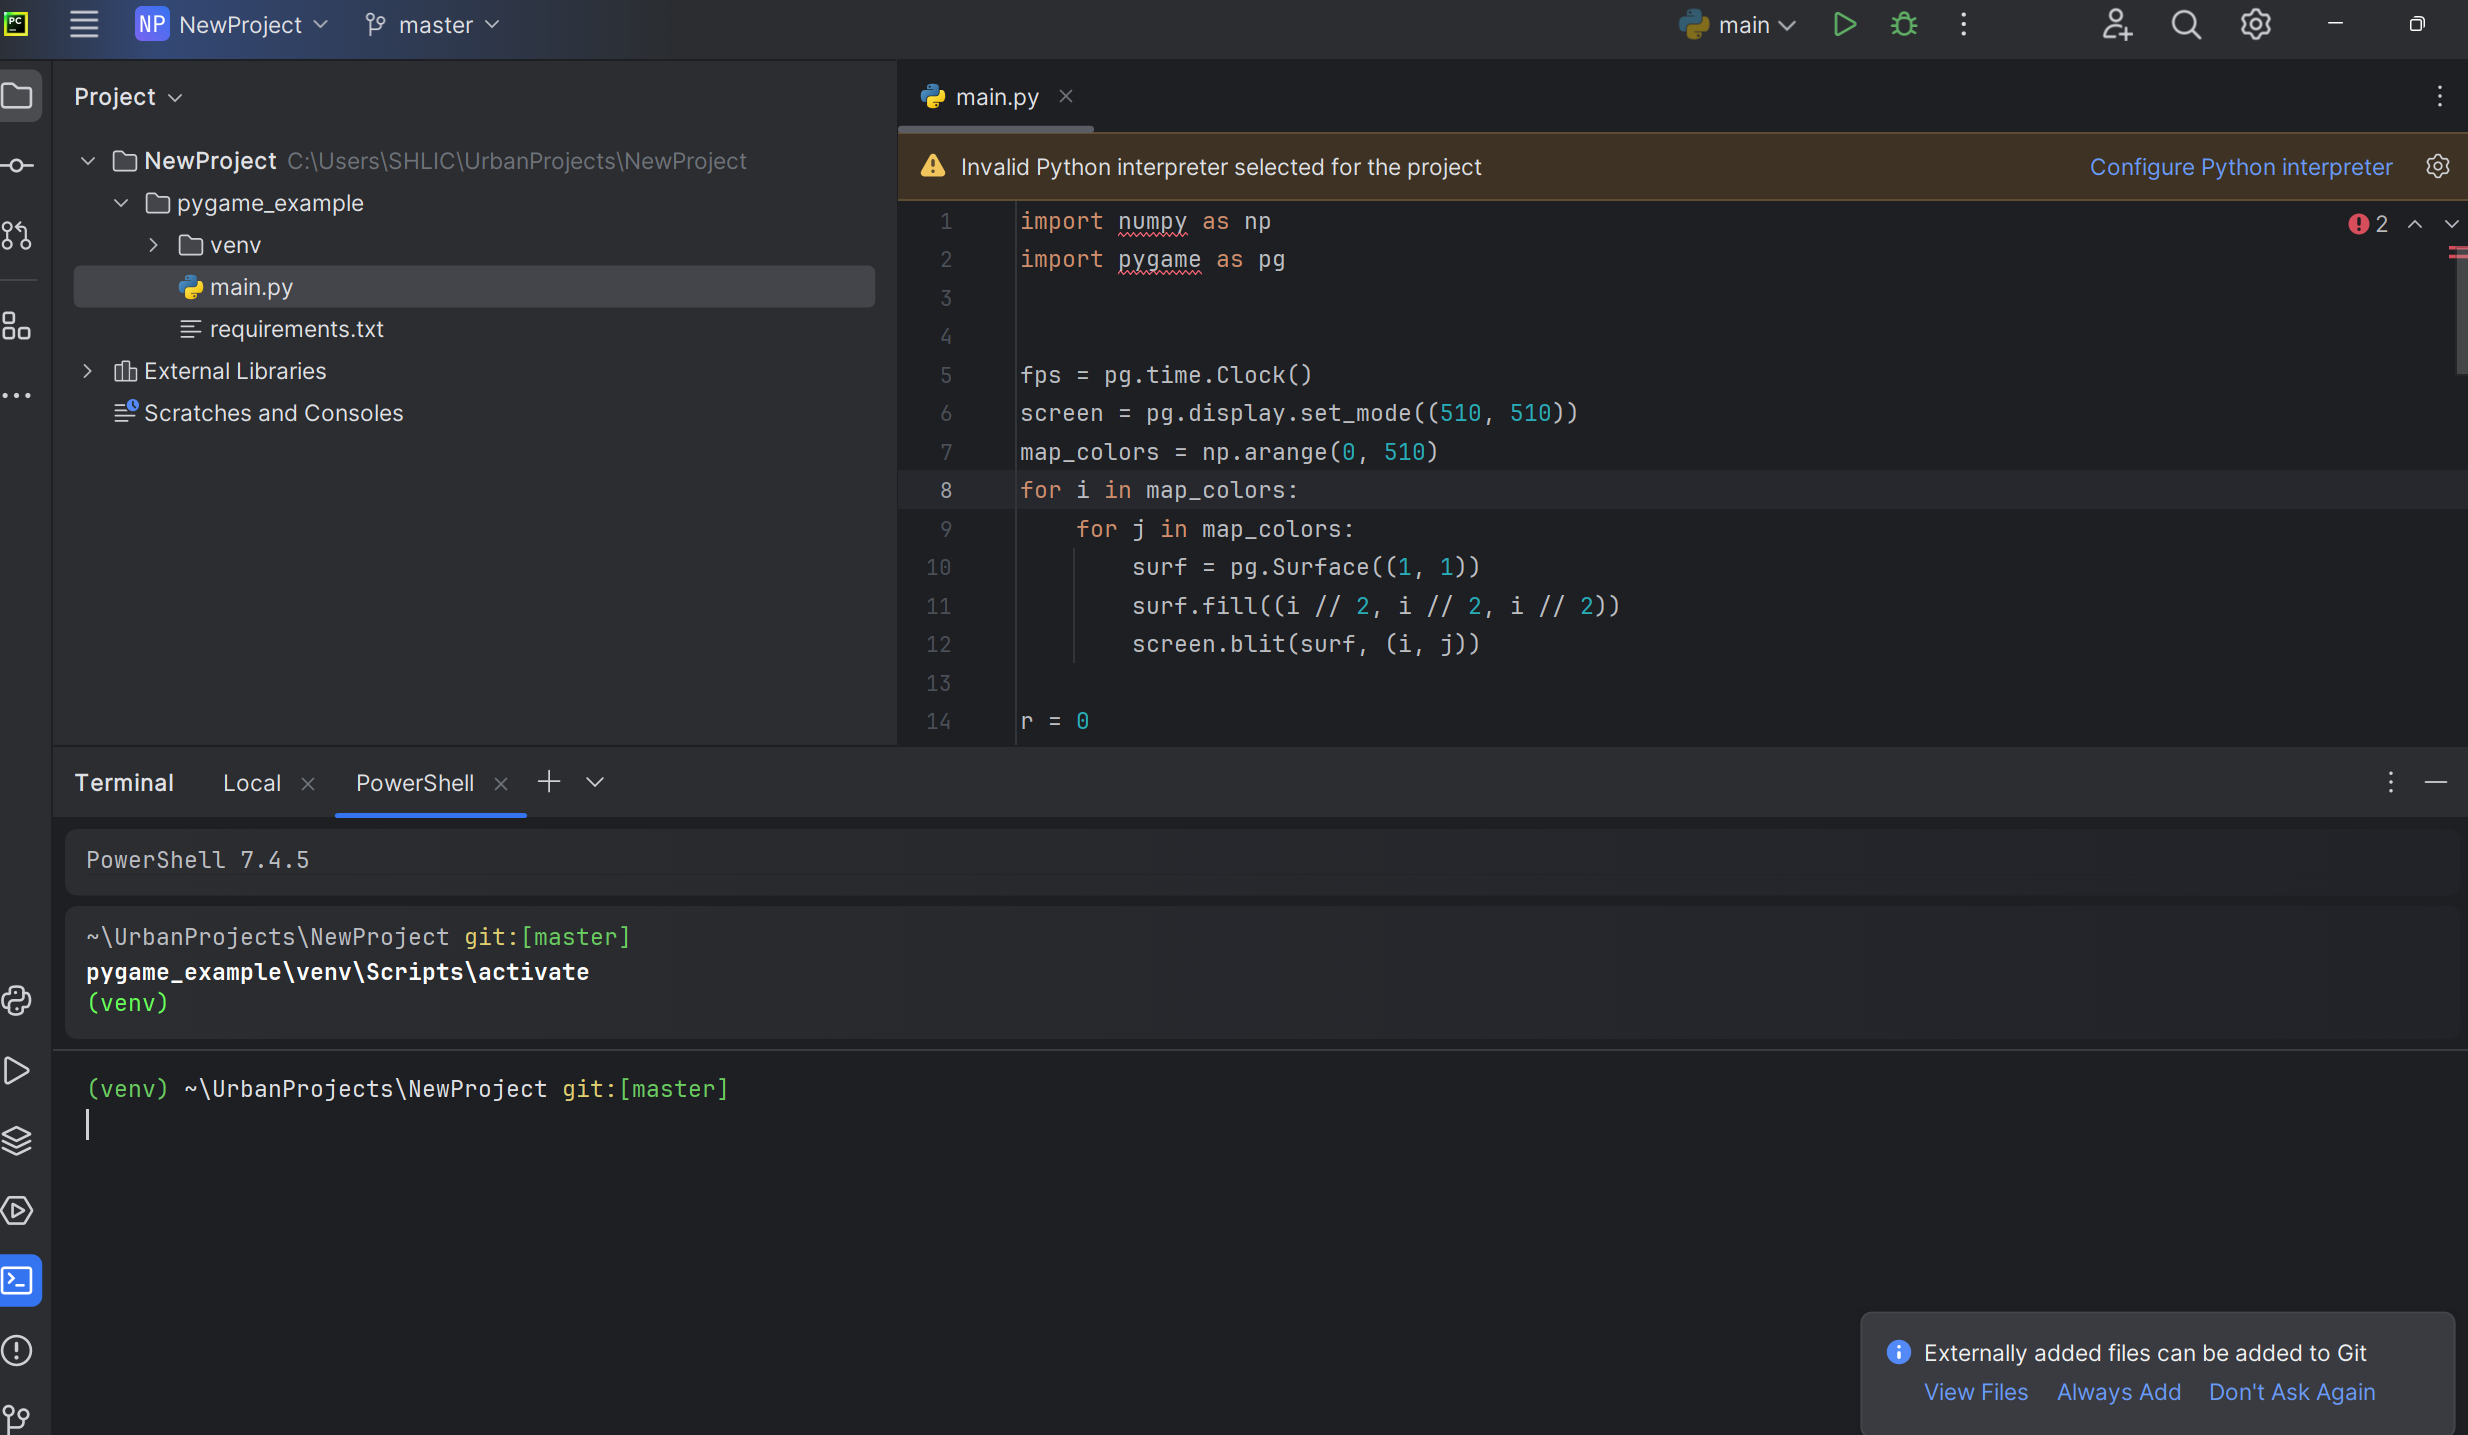 PC
NP NewProject master main
Project
NewProject C:\Users\SHLIC\UrbanProjects\NewProject
pygame_example
venv
main.py
requirements.txt
External Libraries
Scratches and Consoles
main.py
Invalid Python interpreter selected for the project Configure Python interpreter
2
1 import numpy as np
2 import pygame as pg
3
4
5 fps = pg.time.Clock()
6 screen = pg.display.set_mode((510, 510))
7 map_colors = np.arange(0, 510)
8 for i in map_colors:
9     for j in map_colors:
10         surf = pg.Surface((1, 1))
11         surf.fill((i // 2, i // 2, i // 2))
12         screen.blit(surf, (i, j))
13
14 r = 0
Terminal Local PowerShell
PowerShell 7.4.5
~\UrbanProjects\NewProject git:[master]
pygame_example\venv\Scripts\activate
(venv)
(venv) ~\UrbanProjects\NewProject git:[master]
Externally added files can be added to Git
View Files Always Add Don't Ask Again